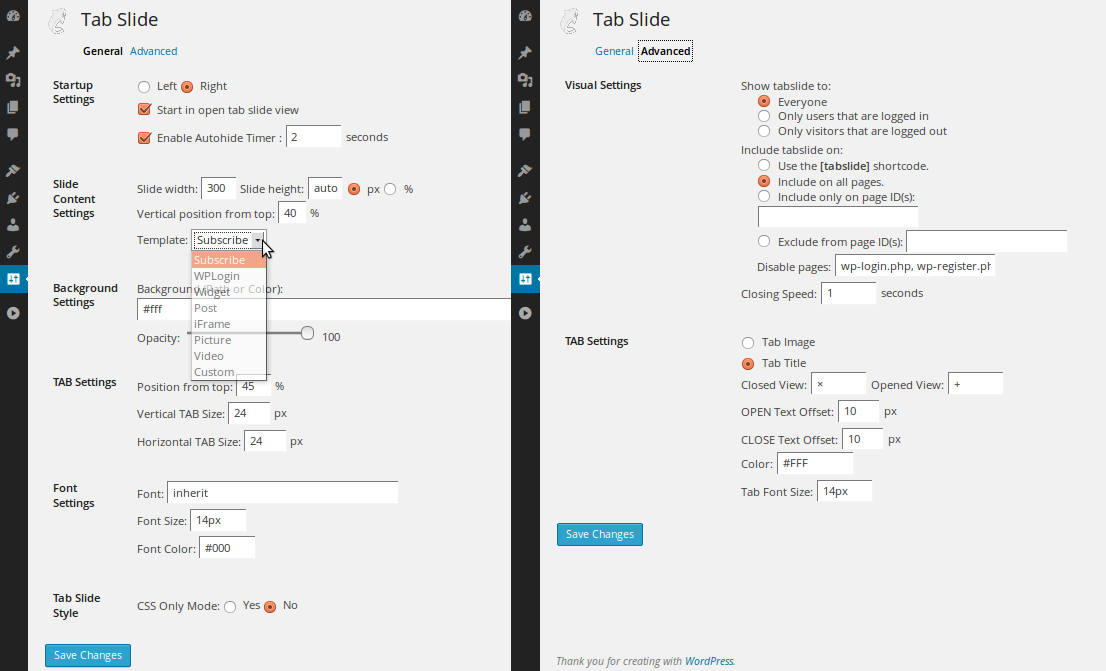 Tab Slide
General Advanced
Startup Settings
Left Right
Start in open tab slide view
Enable Autohide Timer : 2 seconds
Slide Content Settings
Slide width: 300 Slide height: auto px %
Vertical position from top: 40 %
Template: Subscribe
Subscribe
WPLogin
Widget
Post
iFrame
Picture
Video
Custom
Background Settings
Background (Path or Color):
#fff
Opacity: 100
TAB Settings
Position from top: 45 %
Vertical TAB Size: 24 px
Horizontal TAB Size: 24 px
Font Settings
Font: inherit
Font Size: 14px
Font Color: #000
Tab Slide Style
CSS Only Mode: Yes No
Save Changes
Tab Slide
General Advanced
Visual Settings
Show tabslide to:
Everyone
Only users that are logged in
Only visitors that are logged out
Include tabslide on:
Use the [tabslide] shortcode.
Include on all pages.
Include only on page ID(s):
Exclude from page ID(s):
Disable pages: wp-login.php, wp-register.ph
Closing Speed: 1 seconds
TAB Settings
Tab Image
Tab Title
Closed View: × Opened View: +
OPEN Text Offset: 10 px
CLOSE Text Offset: 10 px
Color: #FFF
Tab Font Size: 14px
Save Changes
Thank you for creating with WordPress.